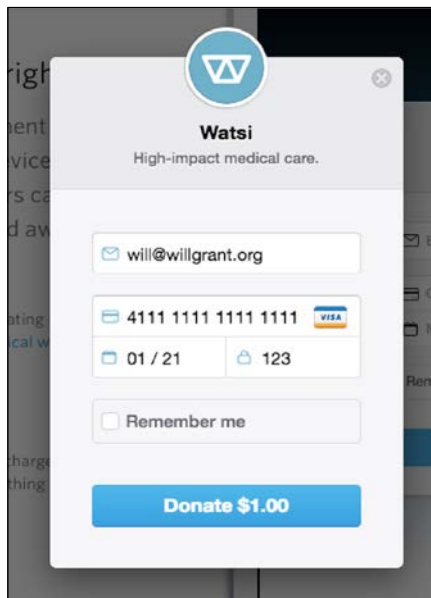 Watsi
High-impact medical care.
will@willgrant.org
4111 1111 1111 1111 VISA
01 / 21 123
Remember me
Donate $1.00